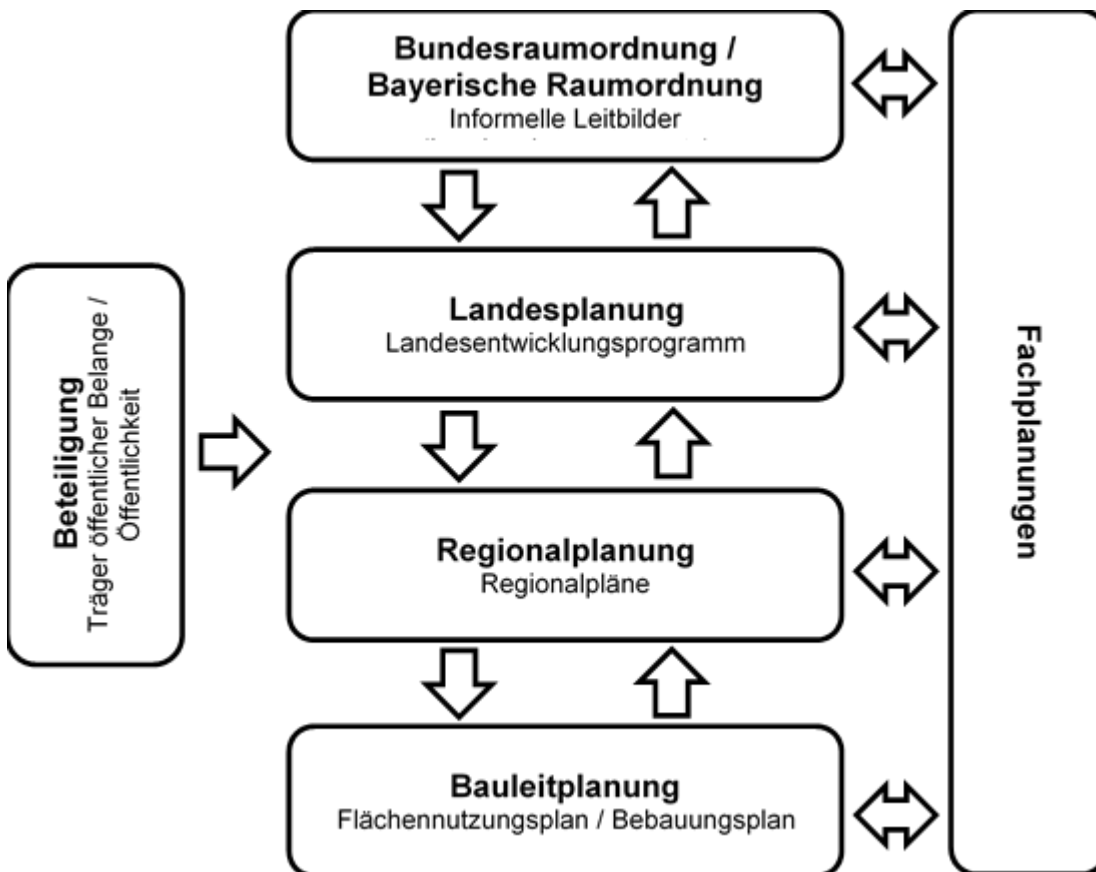 Bundesraumordnung /
Bayerische Raumordnung
Informelle Leitbilder
Landesplanung
Landesentwicklungsprogramm
Beteiligung
Träger öffentlicher Belange /
Öffentlichkeit
Regionalplanung
Regionalpläne
Bauleitplanung
Flächennutzungsplan / Bebauungsplan
Fachplanungen